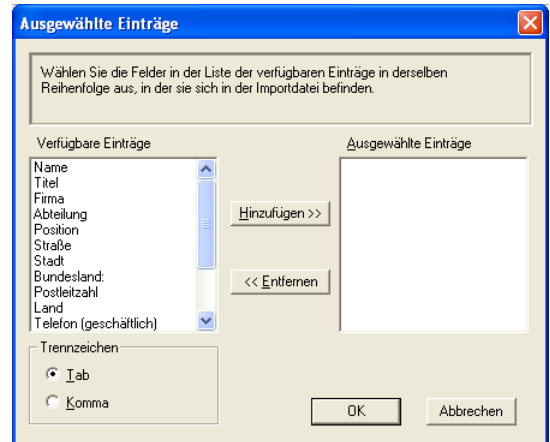 Ausgewählte Einträge
Wählen Sie die Felder in der Liste der verfügbaren Einträge in derselben
Reihenfolge aus, in der sie sich in der Importdatei befinden.
Verfügbare Einträge
Ausgewählte Einträge
Name
Titel
Firma
Abteilung
Position
Straße
Stadt
Bundesland:
Postleitzahl
Land
Telefon (geschäftlich)
Hinzufügen >>
<< Entfernen
Trennzeichen
Tab
Komma
OK
Abbrechen